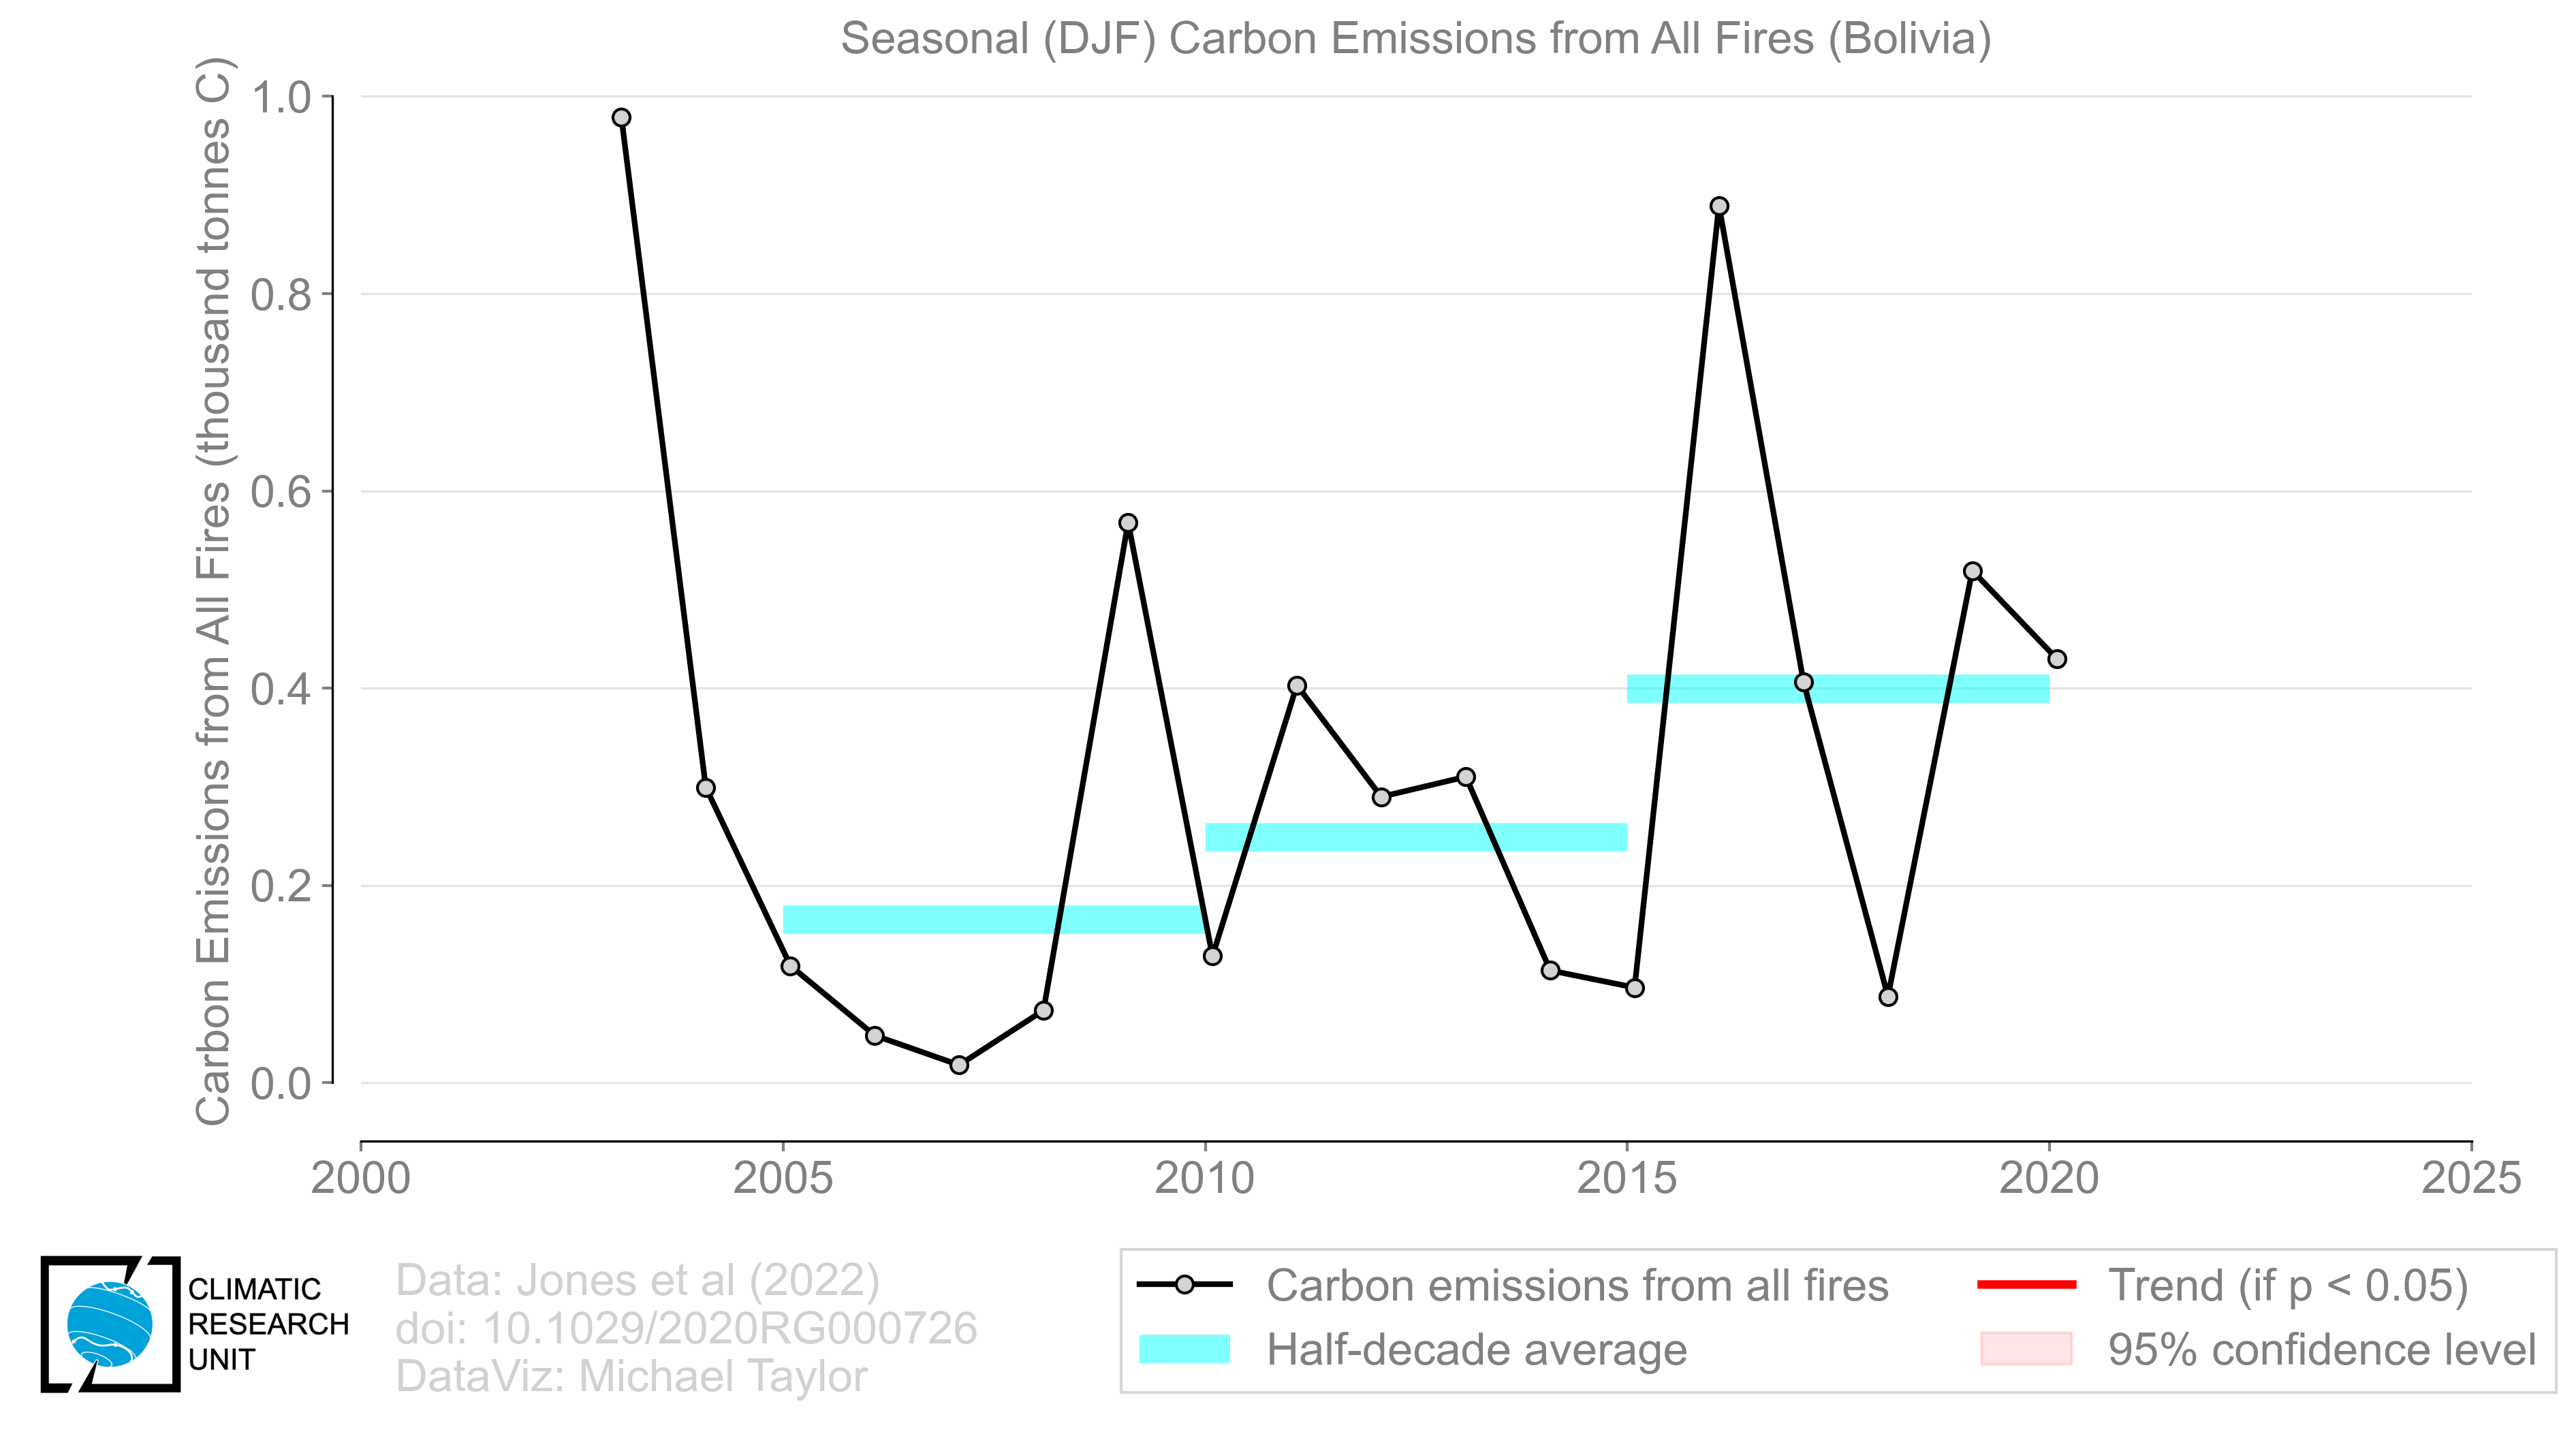 Seasonal (DJF) Carbon Emissions from All Fires (Bolivia)
Carbon Emissions from All Fires (thousand tonnes C)
1.0
0.8
0.6
0.4
0.2
0.0
2000
2005
2010
2015
2020
2025
CLIMATIC
RESEARCH
UNIT
Data: Jones et al (2022)
doi: 10.1029/2020RG000726
DataViz: Michael Taylor
Carbon emissions from all fires
Half-decade average
Trend (if p < 0.05)
95% confidence level